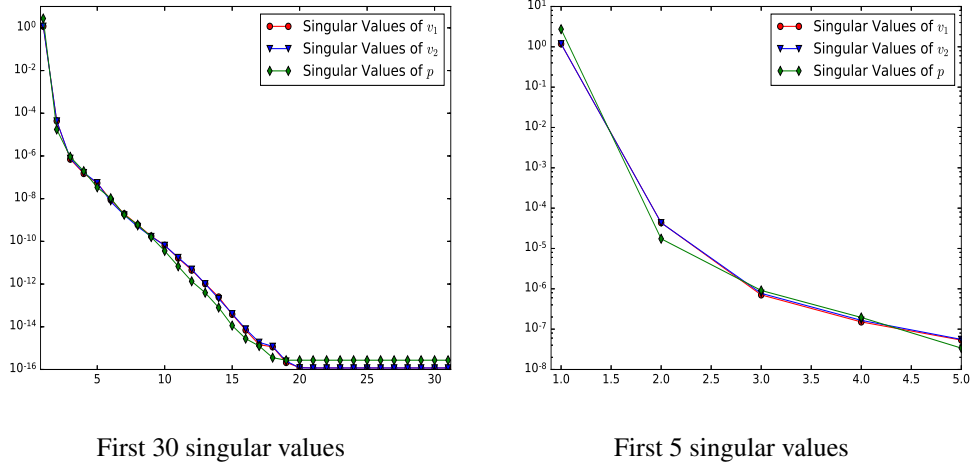 10^0
10^-2
10^-4
10^-6
10^-8
10^-10
10^-12
10^-14
10^-16
5 10 15 20 25 30
Singular Values of v_1
Singular Values of v_2
Singular Values of p
First 30 singular values
10^1
10^0
10^-1
10^-2
10^-3
10^-4
10^-5
10^-6
10^-7
10^-8
1.0 1.5 2.0 2.5 3.0 3.5 4.0 4.5 5.0
Singular Values of v_1
Singular Values of v_2
Singular Values of p
First 5 singular values